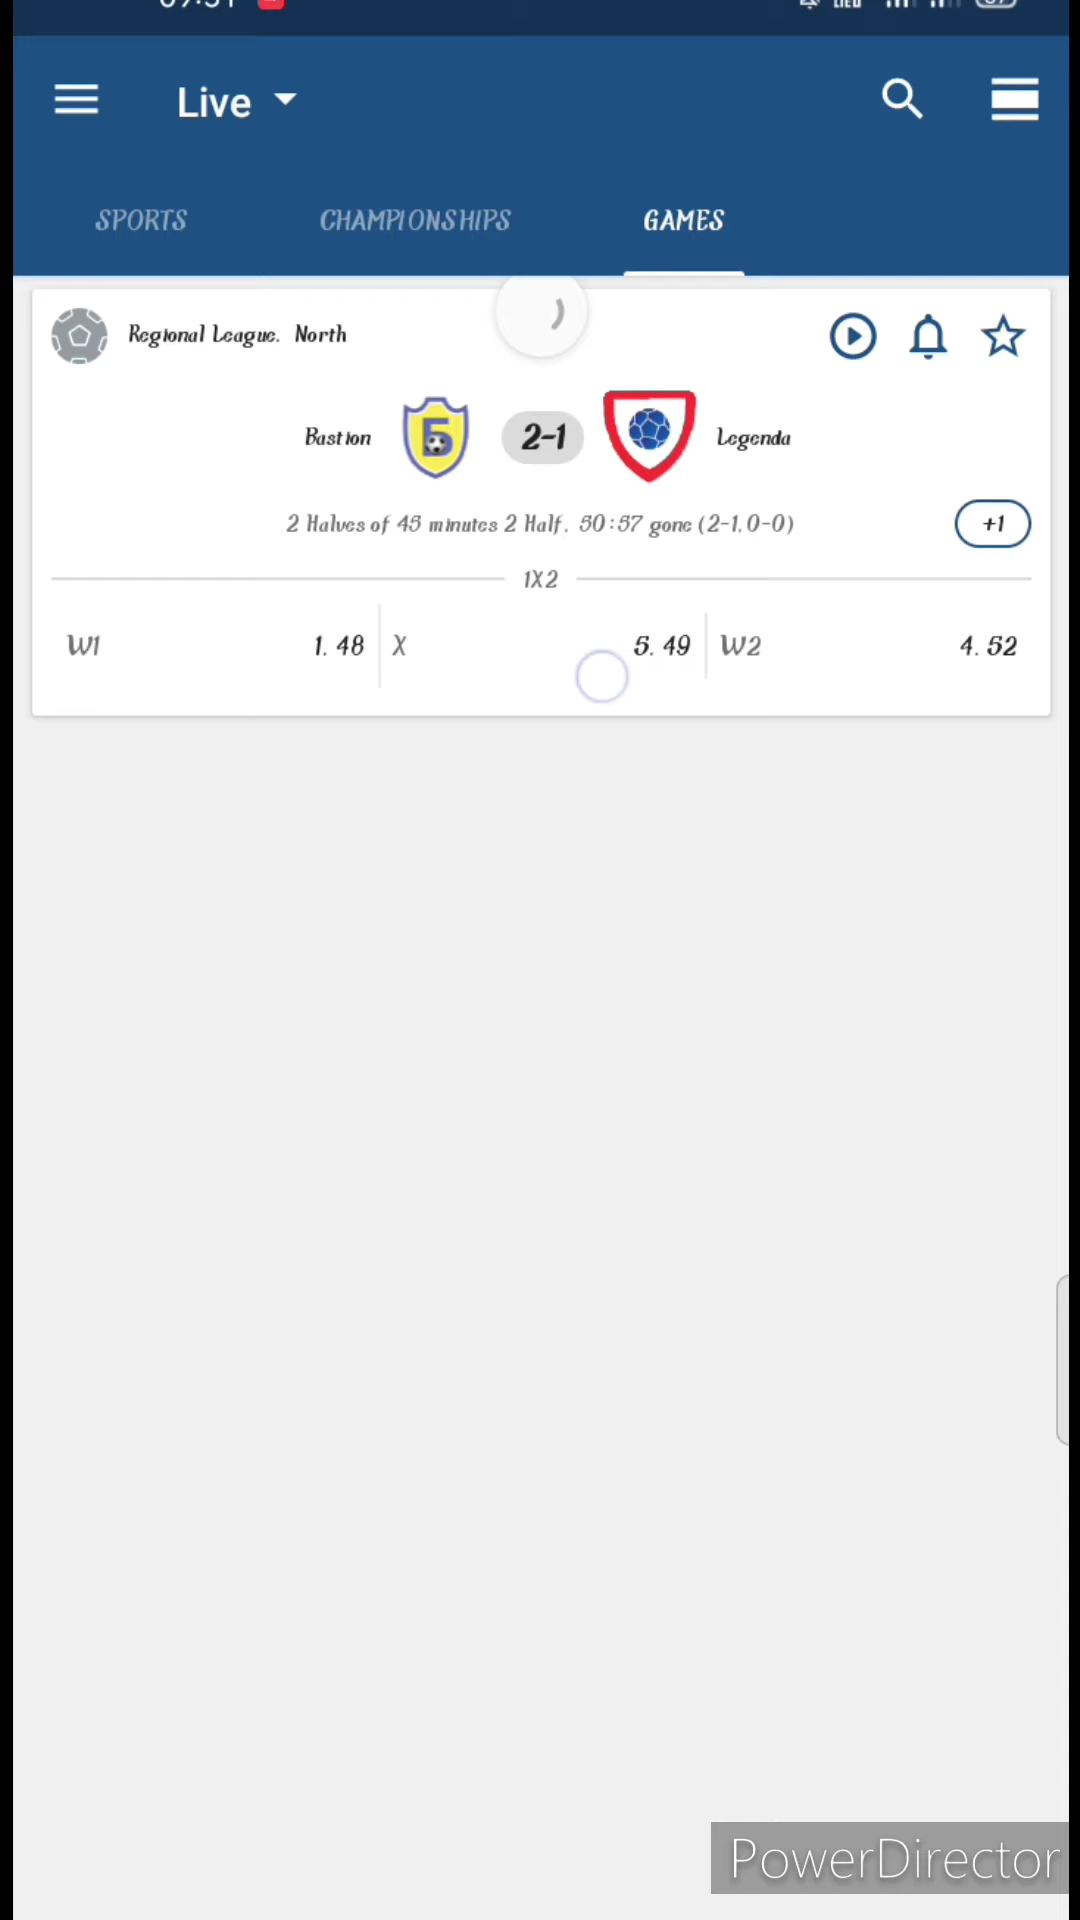 Live
SPORTS CHAMPIONSHIPS GAMES
Regional League. North
Bastion Б 2-1 Legenda
2 Halves of 45 minutes 2 Half, 50:57 gone (2-1,0-0) +1
1X2
W1 1.48 X 5.49 W2 4.52
PowerDirector